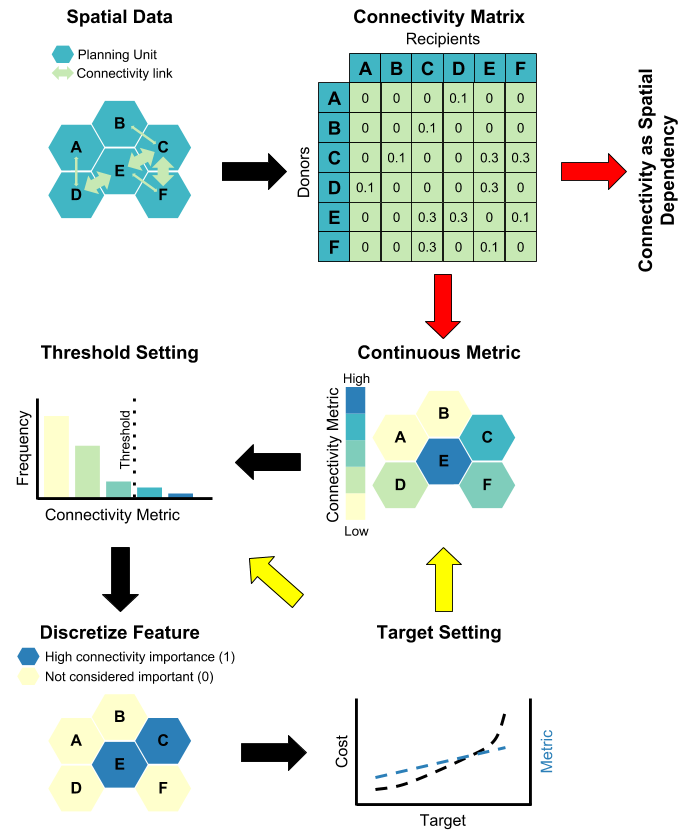 Spatial Data
Planning Unit
Connectivity link
B
A
C
E
D
F
Connectivity Matrix
Recipients
A B C D E F
Donors
A 0 0 0 0.1 0 0
B 0 0 0.1 0 0 0
C 0 0.1 0 0 0.3 0.3
D 0.1 0 0 0 0.3 0
E 0 0 0.3 0.3 0 0.1
F 0 0 0.3 0 0.1 0
Connectivity as Spatial
Dependency
Threshold Setting
Frequency
Threshold
Connectivity Metric
Continuous Metric
High
Connectivity Metric
Low
B
A
C
E
D
F
Discretize Feature
High connectivity importance (1)
Not considered important (0)
B
A
C
E
D
F
Target Setting
Cost
Metric
Target